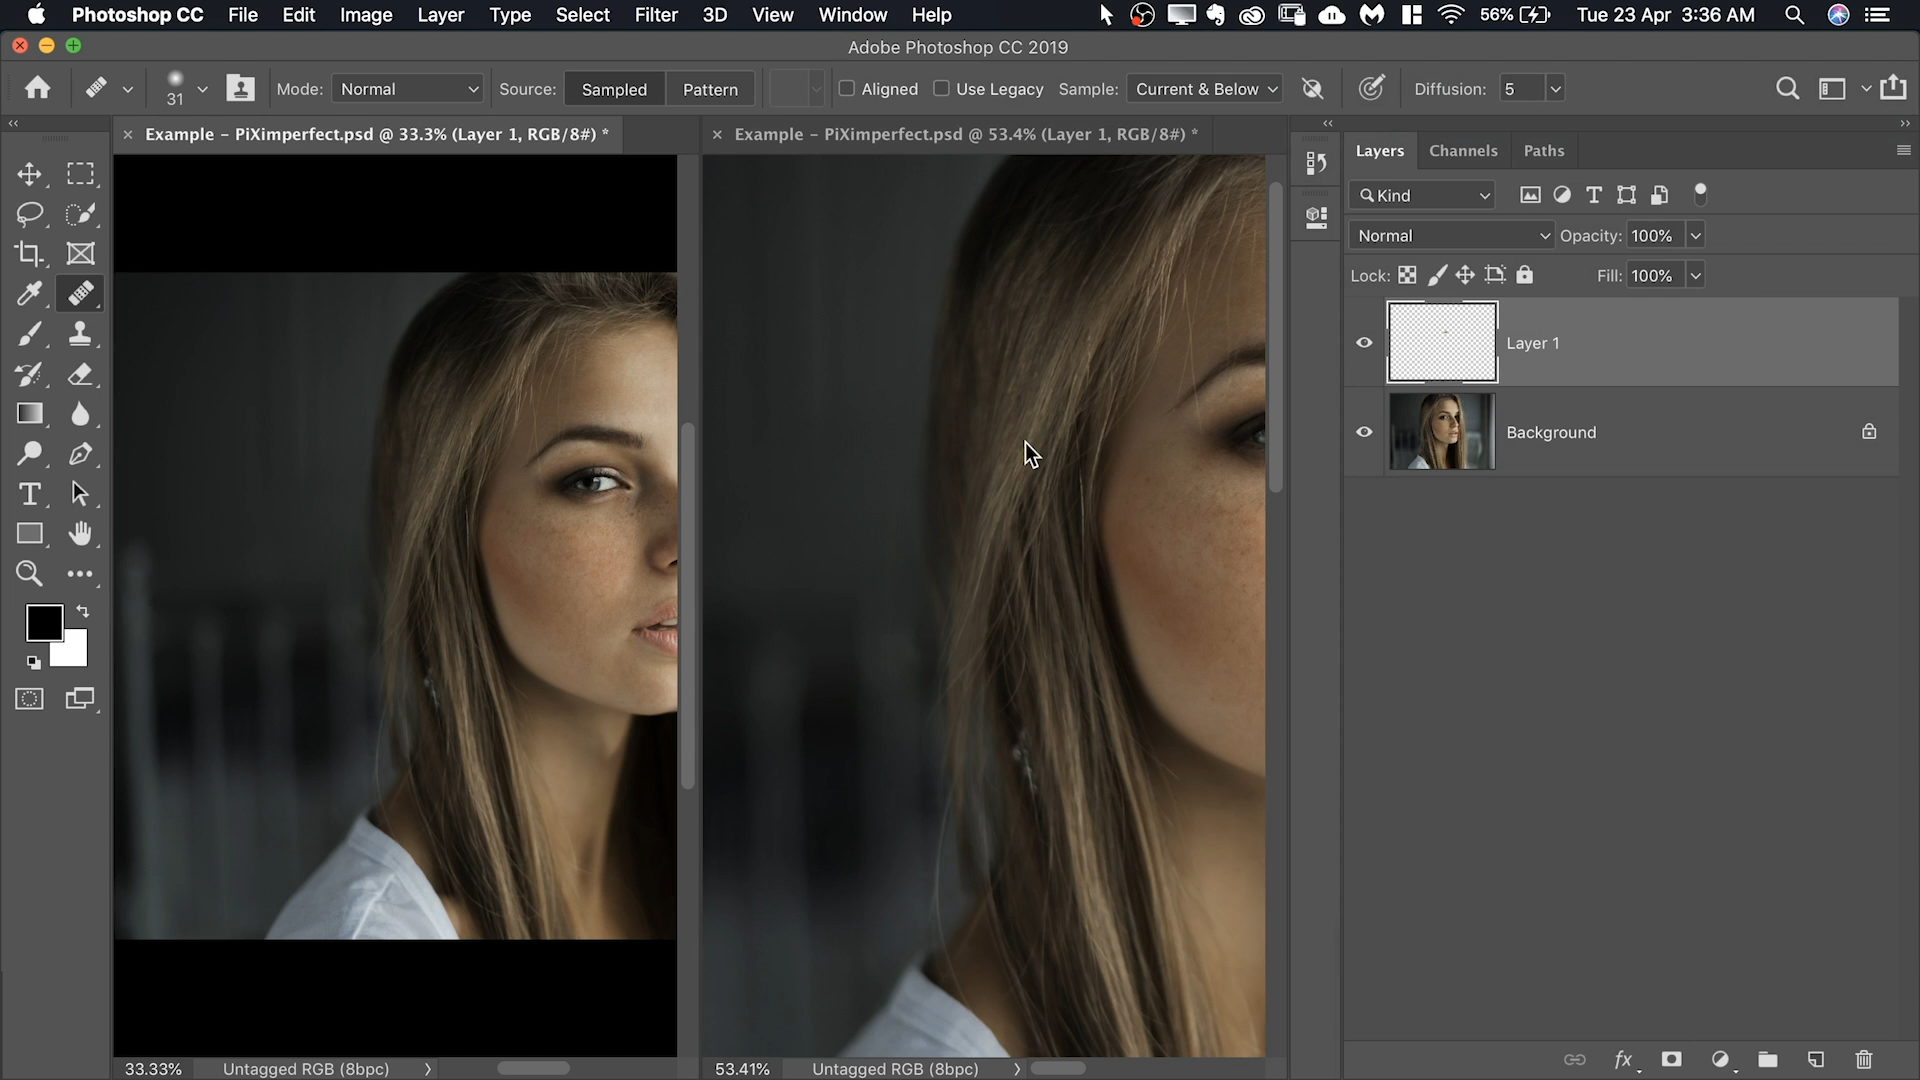 Photoshop CC File Edit Image Layer Type Select Filter 3D View Window Help 56% Tue 23 Apr 3:36 AM
Adobe Photoshop CC 2019
31 Mode: Normal Source: Sampled Pattern Aligned Use Legacy Sample: Current & Below Diffusion: 5
Example - PiXimperfect.psd @ 33.3% (Layer 1, RGB/8#) *
Example - PiXimperfect.psd @ 53.4% (Layer 1, RGB/8#) *
Layers Channels Paths
Kind
Normal Opacity: 100%
Lock: Fill: 100%
Layer 1
Background
33.33% Untagged RGB (8bpc)
53.41% Untagged RGB (8bpc)
fx